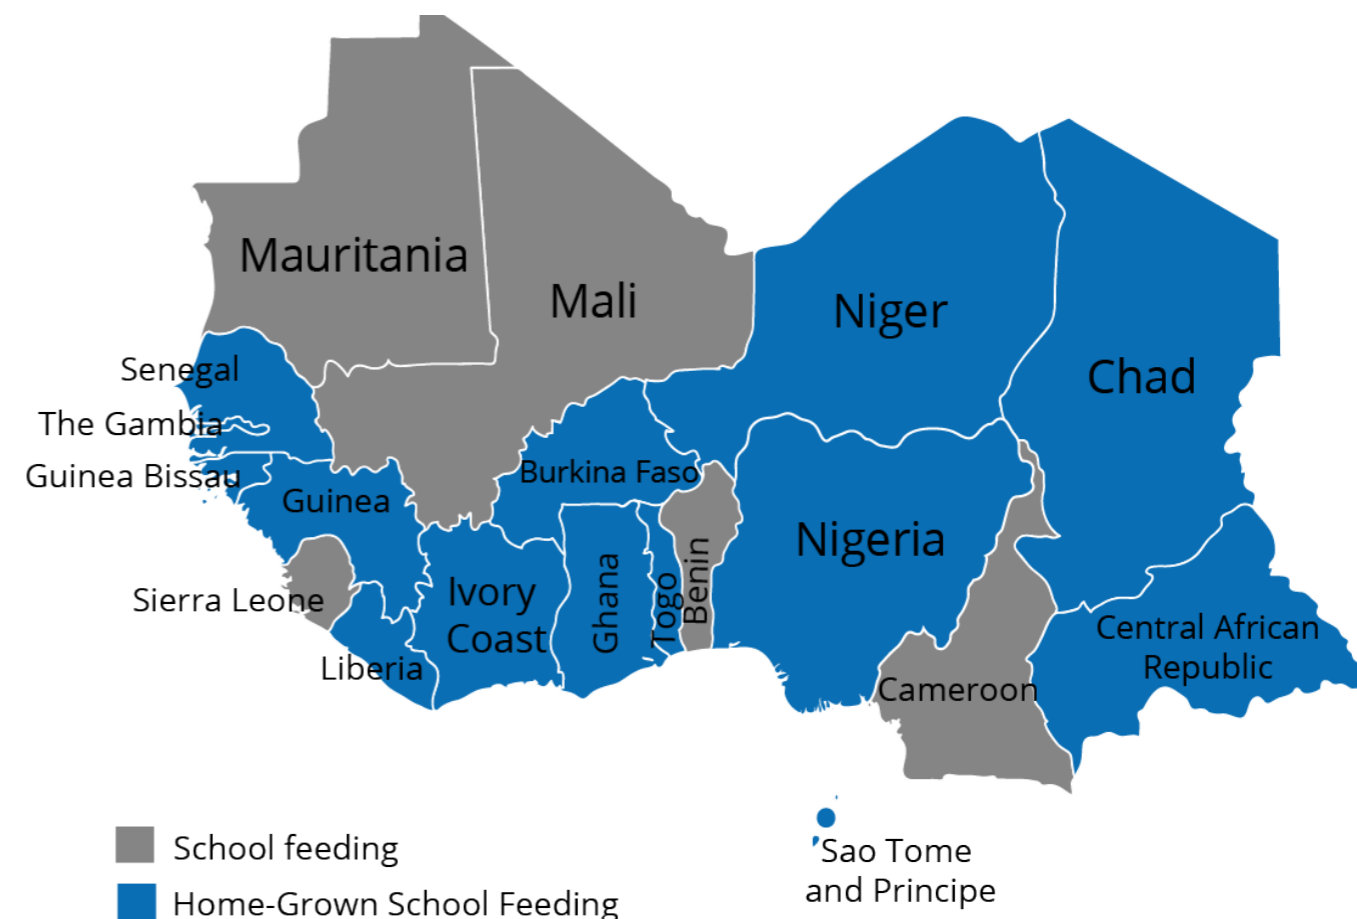 Mauritania
Mali
Niger
Chad
Senegal
The Gambia
Guinea Bissau
Guinea
Burkina Faso
Nigeria
Sierra Leone
Ivory
Coast
Ghana
Togo
Benin
Liberia
Central African
Republic
Cameroon
Sao Tome
and Principe
School feeding
Home-Grown School Feeding